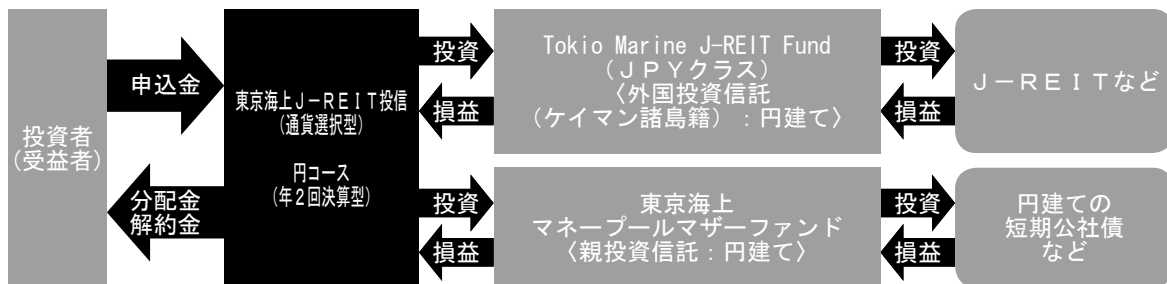 投資者
(受益者)
申込金
分配金
解約金
東京海上Ｊ－ＲＥＩＴ投信
(通貨選択型)
円コース
(年２回決算型)
投資
損益
Tokio Marine J-REIT Fund
(ＪＰＹクラス)
〈外国投資信託
(ケイマン諸島籍)：円建て〉
投資
損益
Ｊ－ＲＥＩＴなど
投資
損益
東京海上
マネープールマザーファンド
〈親投資信託：円建て〉
投資
損益
円建ての
短期公社債
など